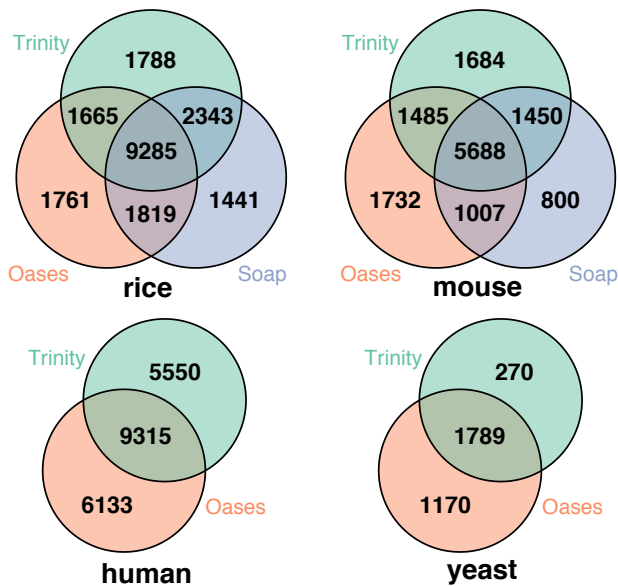 Trinity
1788
1665
2343
9285
1761
1441
1819
Oases
Soap
rice
Trinity
1684
1485
1450
5688
1732
800
1007
Oases
Soap
mouse
Trinity
5550
9315
6133
Oases
human
Trinity
270
1789
1170
Oases
yeast